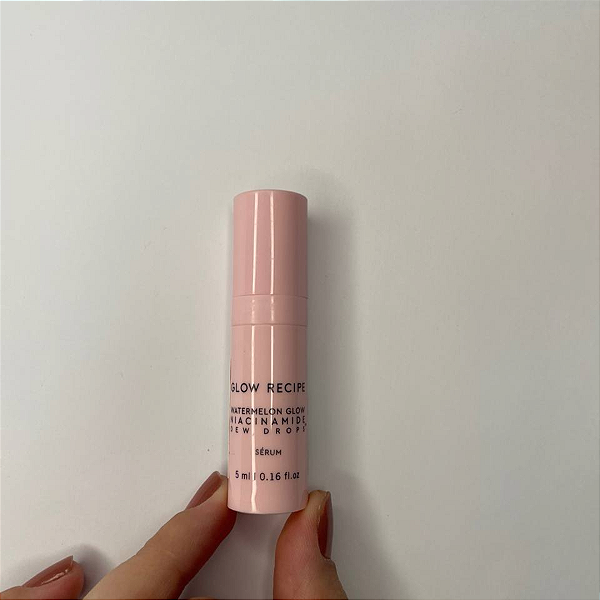 GLOW RECIPE
WATERMELON GLOW
NIACINAMIDE
DEW DROPS
SÉRUM
5 ml | 0.16 fl.oz